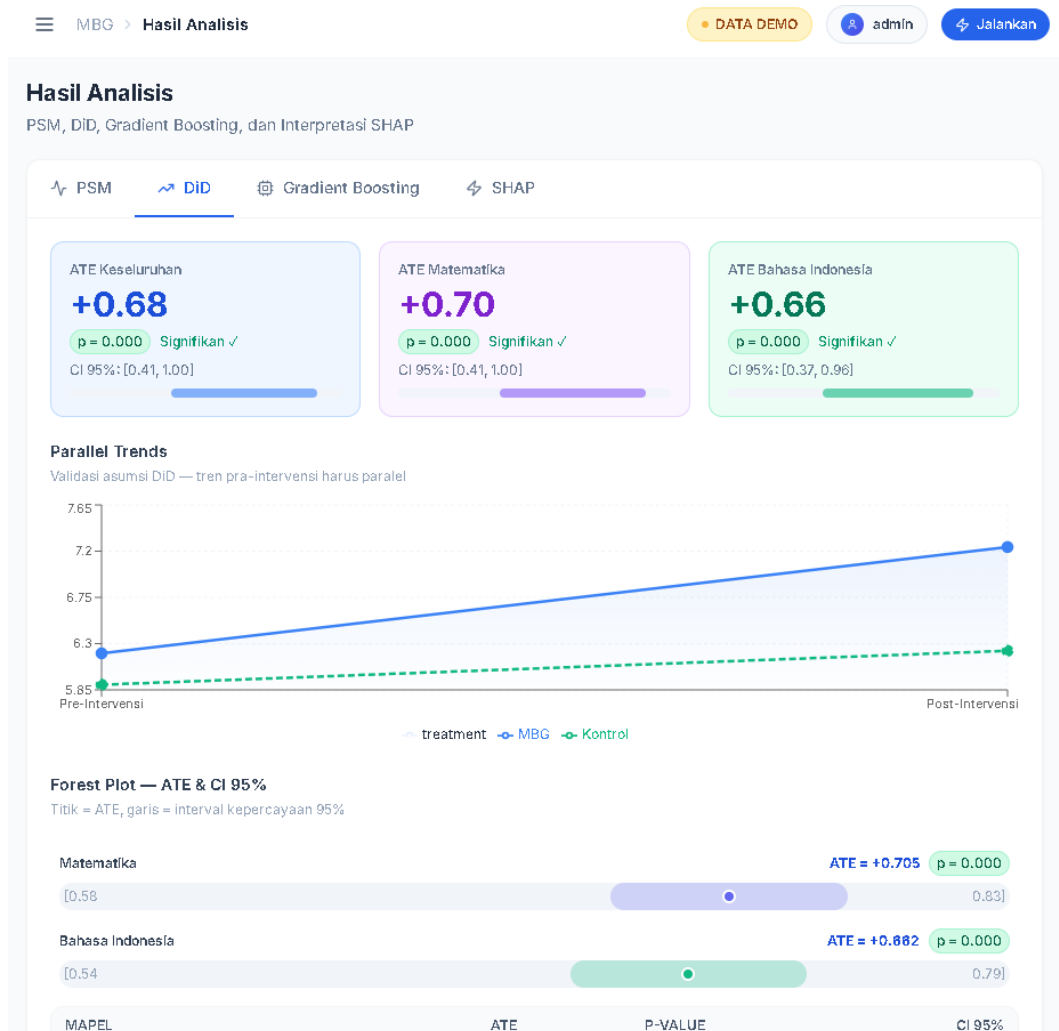 MBG > Hasil Analisis
DATA DEMO
admin
Jalankan
Hasil Analisis
PSM, DiD, Gradient Boosting, dan Interpretasi SHAP
PSM DiD Gradient Boosting SHAP
ATE Keseluruhan
+0.68
p = 0.000 Signifikan ✓
CI 95%: [0.41, 1.00]
ATE Matematika
+0.70
p = 0.000 Signifikan ✓
CI 95%: [0.41, 1.00]
ATE Bahasa Indonesia
+0.66
p = 0.000 Signifikan ✓
CI 95%: [0.37, 0.96]
Parallel Trends
Validasi asumsi DiD — tren pra-intervensi harus paralel
7.65
7.2
6.75
6.3
5.85
Pre-Intervensi Post-Intervensi
treatment MBG Kontrol
Forest Plot — ATE & CI 95%
Titik = ATE, garis = interval kepercayaan 95%
Matematika ATE = +0.705 p = 0.000
[0.58 0.83]
Bahasa Indonesia ATE = +0.662 p = 0.000
[0.54 0.79]
MAPEL ATE P-VALUE CI 95%